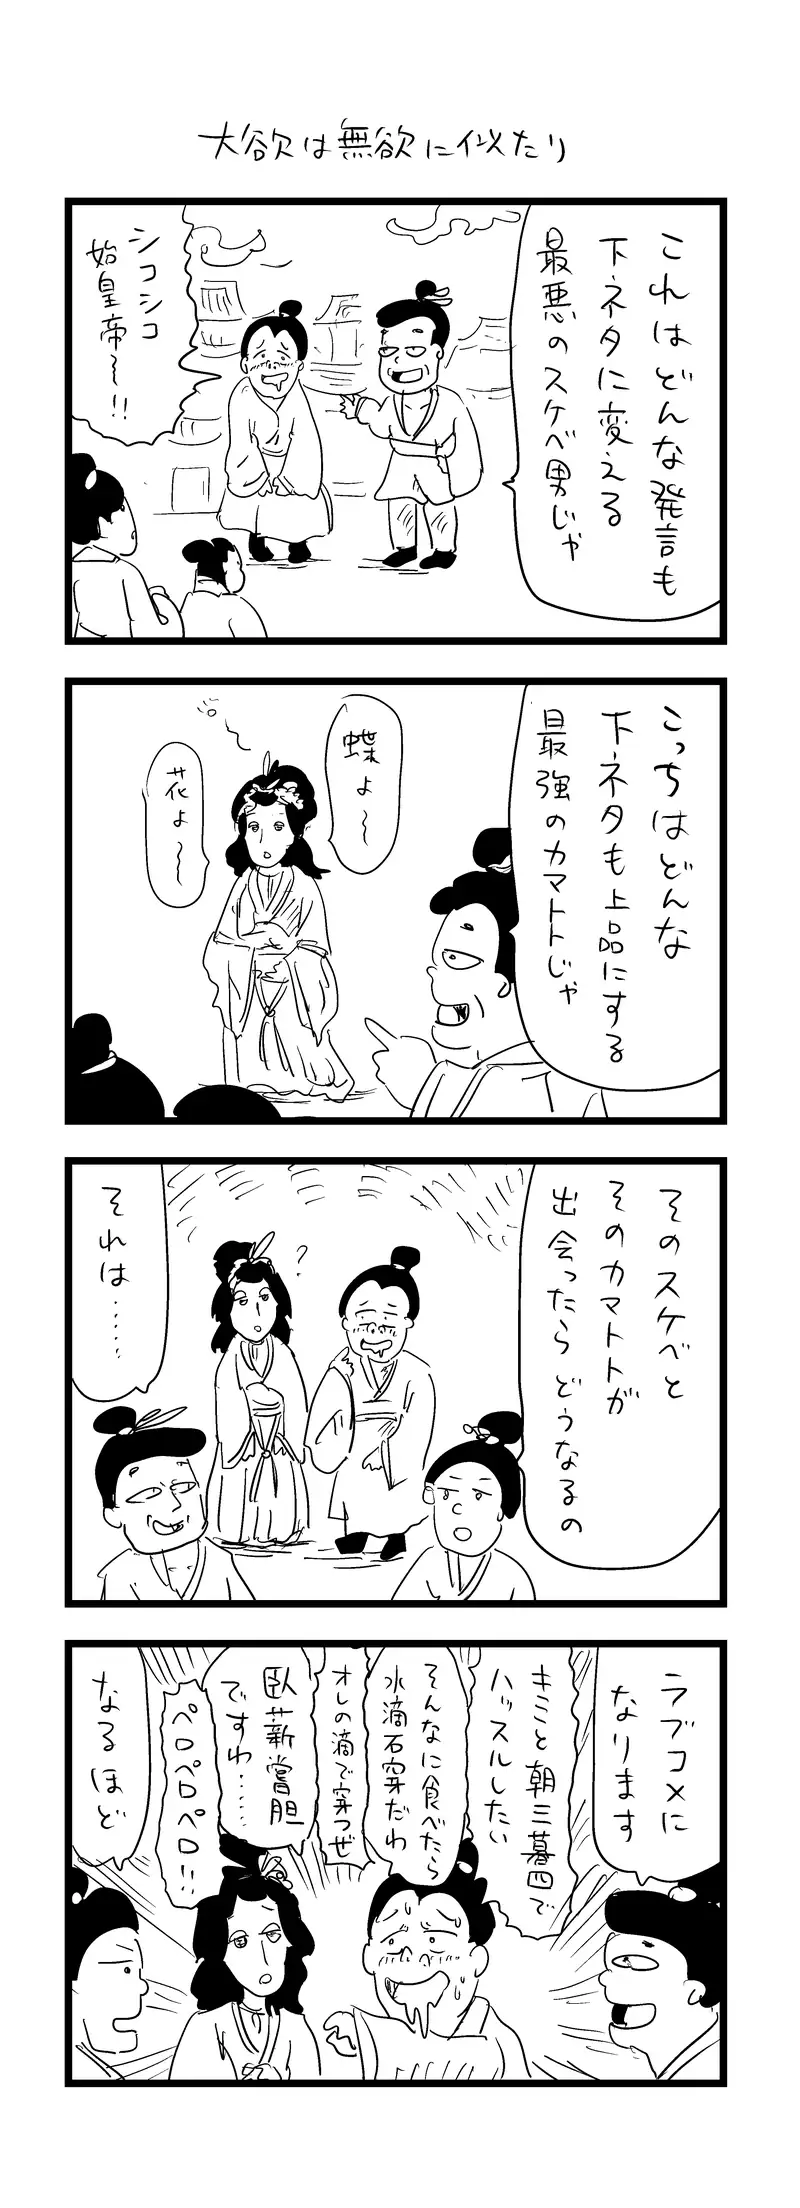 大欲は無欲に似たり
これはどんな発言も
下ネタに変える
最悪のスケベ男じゃ
シコシコ
始皇帝〜!!
こっちはどんな
下ネタも上品にする
最強のカマトトじゃ
蝶よ〜
花よ〜
そのスケベと
そのカマトトが
出会ったらどうなるの
それは……
ラブコメに
なります
キミと朝三暮四で
ハッスルしたい
そんなに食べたら
水滴石穿だわ
オレの滴で穿つぜ
臥薪嘗胆
ですわ……
ペロペロペロ!!
なるほど